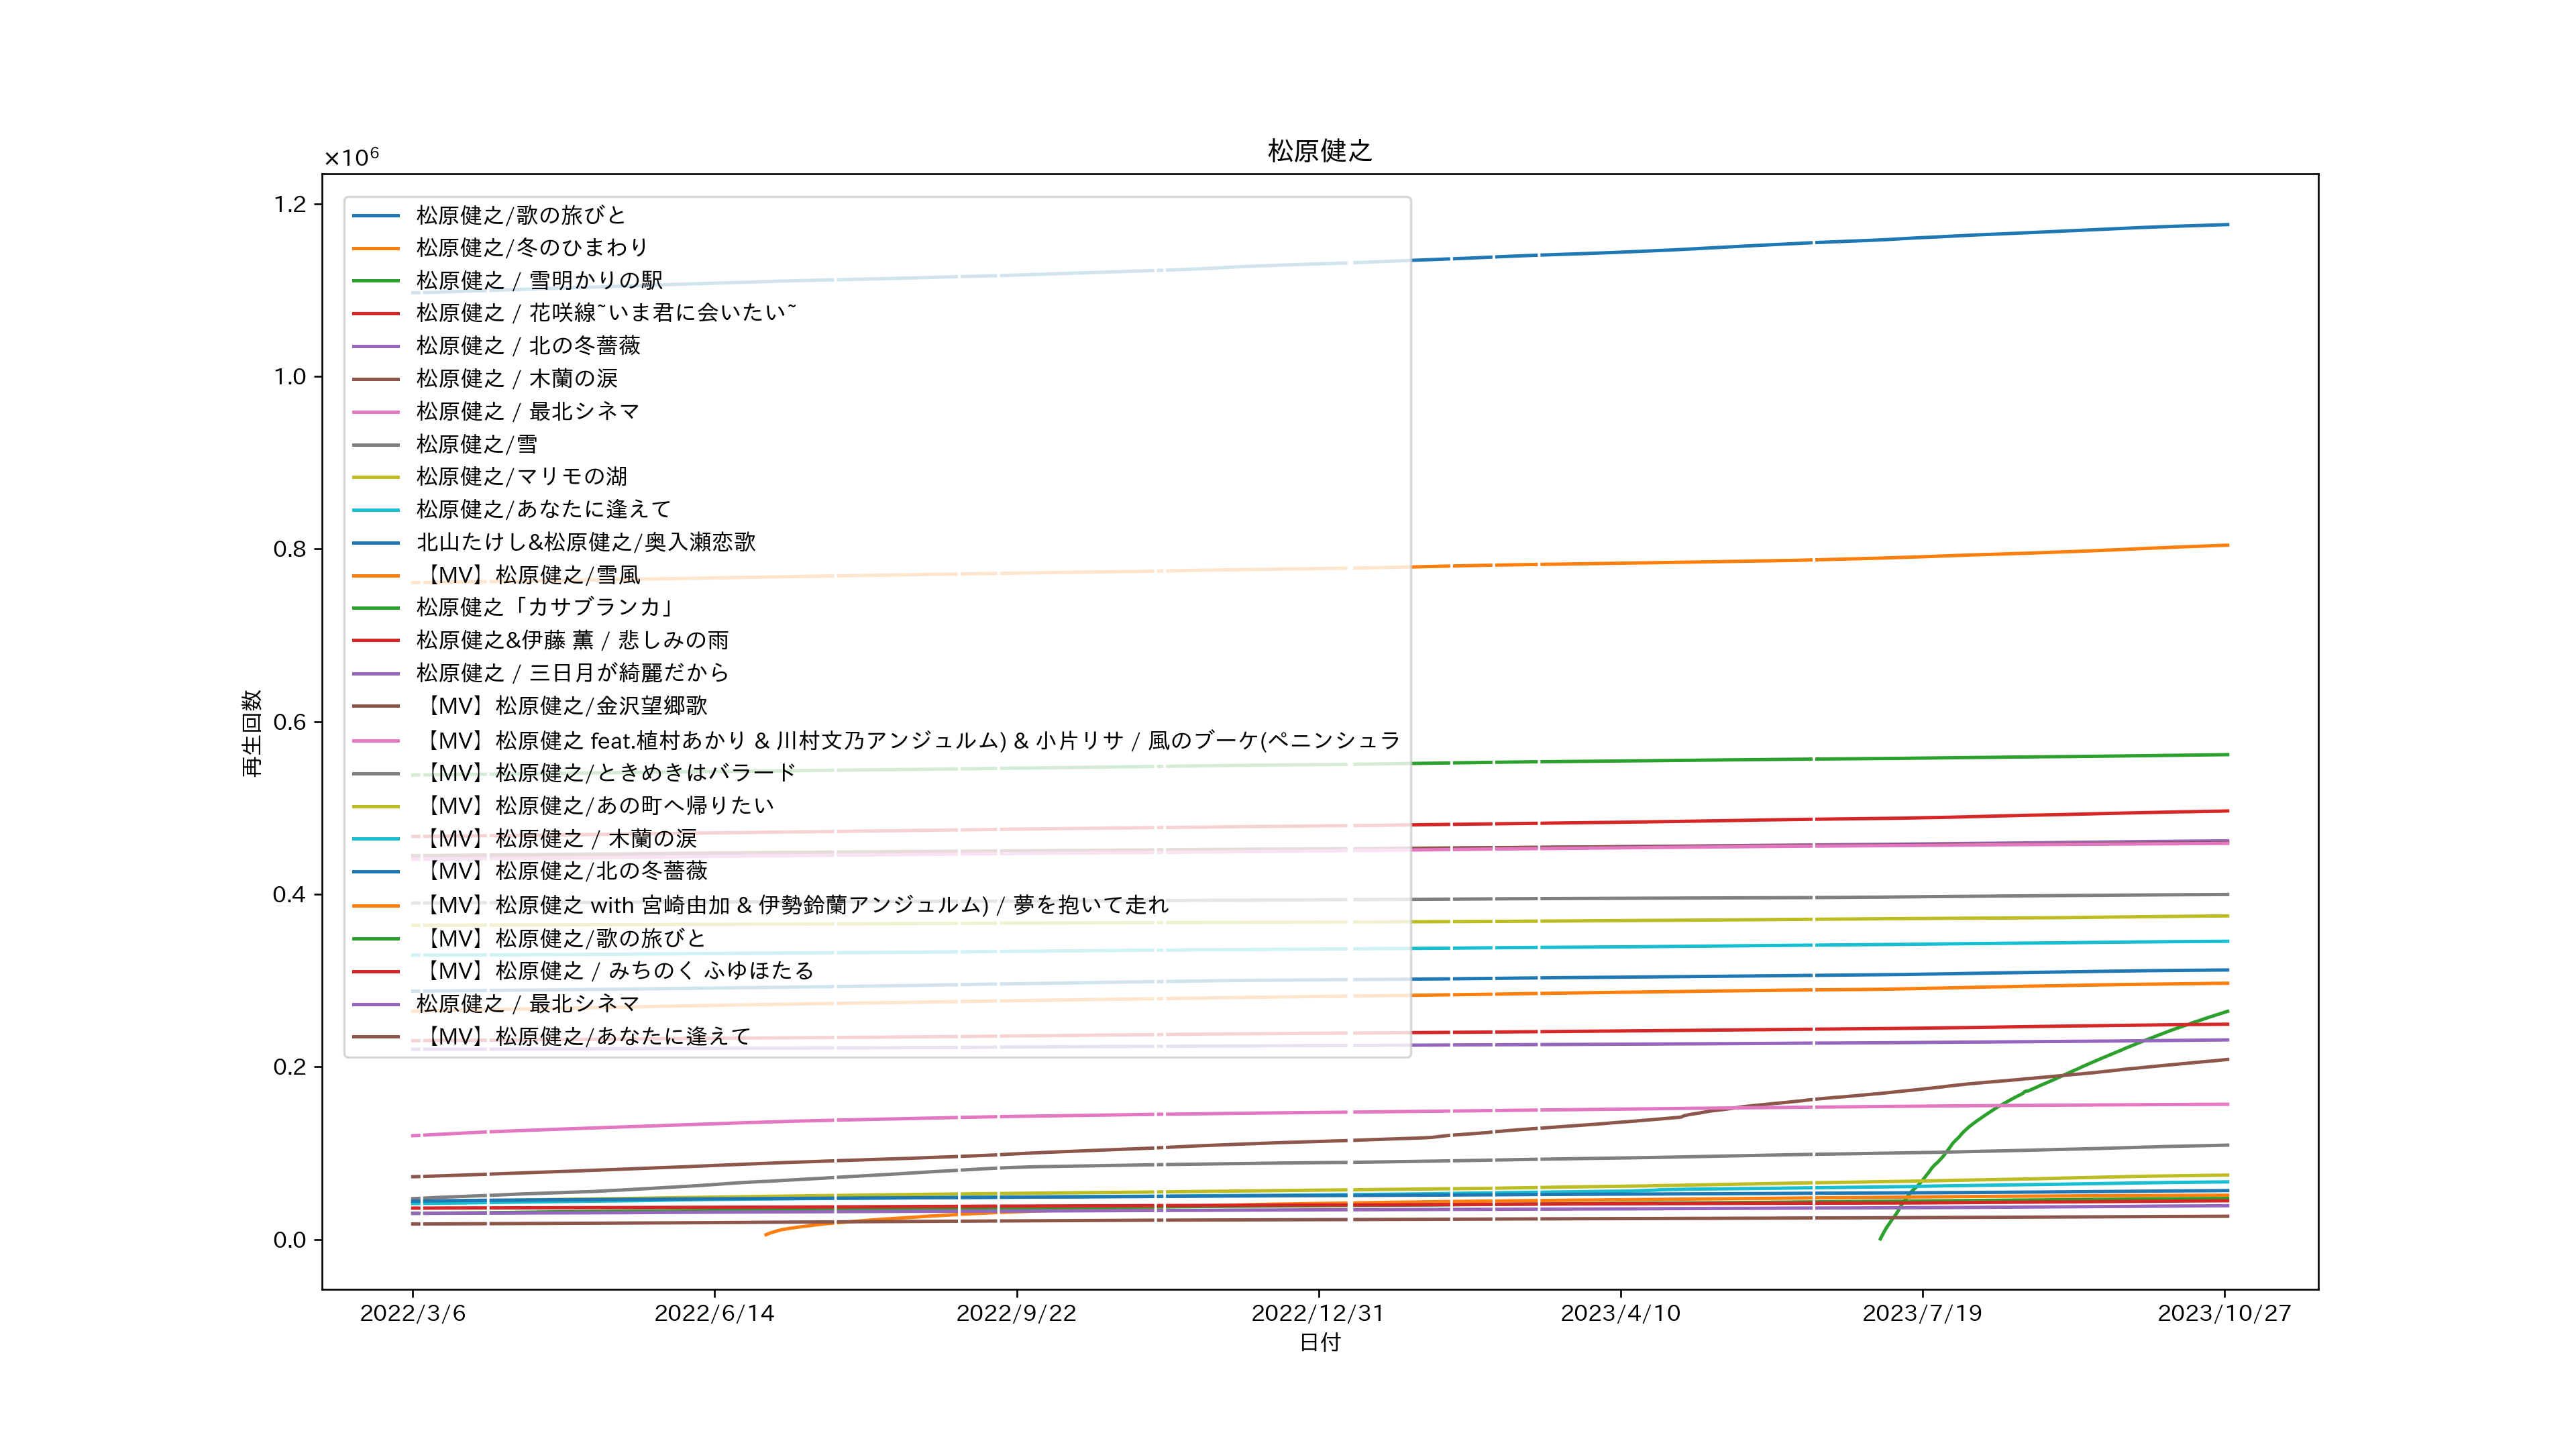 松原健之
×10⁶
1.2
1.0
0.8
0.6
0.4
0.2
0.0
再生回数
松原健之/歌の旅びと
松原健之/冬のひまわり
松原健之 / 雪明かりの駅
松原健之 / 花咲線~いま君に会いたい~
松原健之 / 北の冬薔薇
松原健之 / 木蘭の涙
松原健之 / 最北シネマ
松原健之/雪
松原健之/マリモの湖
松原健之/あなたに逢えて
北山たけし&松原健之/奥入瀬恋歌
【MV】松原健之/雪風
松原健之「カサブランカ」
松原健之&伊藤 薫 / 悲しみの雨
松原健之 / 三日月が綺麗だから
【MV】松原健之/金沢望郷歌
【MV】松原健之 feat.植村あかり & 川村文乃アンジュルム) & 小片リサ / 風のブーケ(ペニンシュラ
【MV】松原健之/ときめきはバラード
【MV】松原健之/あの町へ帰りたい
【MV】松原健之 / 木蘭の涙
【MV】松原健之/北の冬薔薇
【MV】松原健之 with 宮崎由加 & 伊勢鈴蘭アンジュルム) / 夢を抱いて走れ
【MV】松原健之/歌の旅びと
【MV】松原健之 / みちのく ふゆほたる
松原健之 / 最北シネマ
【MV】松原健之/あなたに逢えて
2022/3/6
2022/6/14
2022/9/22
2022/12/31
2023/4/10
2023/7/19
2023/10/27
日付